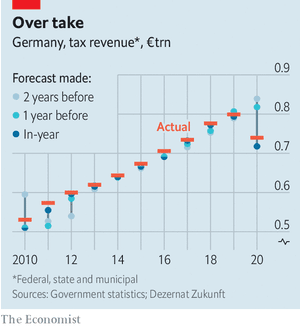 Over take
Germany, tax revenue*, €trn
Forecast made:
2 years before
1 year before
In-year
Actual
0.9
0.8
0.7
0.6
0.5
2010 12 14 16 18 20
*Federal, state and municipal
Sources: Government statistics; Dezernat Zukunft
The Economist